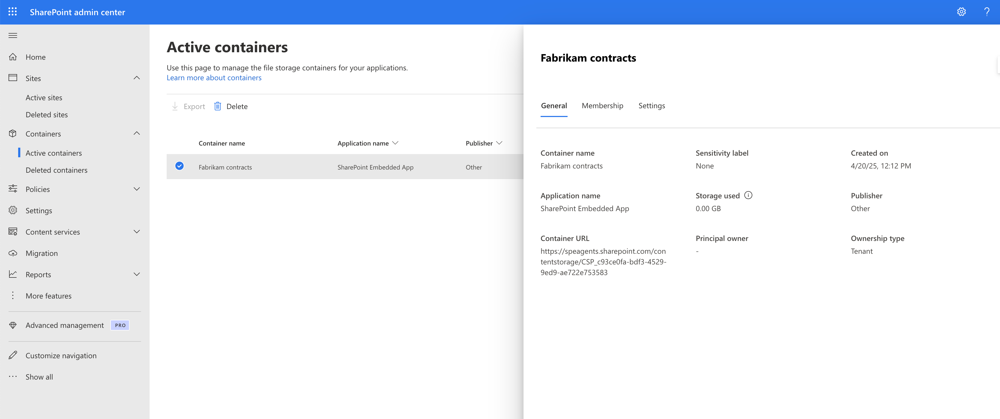 SharePoint admin center
Home
Sites
Active sites
Deleted sites
Containers
Active containers
Deleted containers
Policies
Settings
Content services
Migration
Reports
More features
Advanced management PRO
Customize navigation
Show all
Active containers
Use this page to manage the file storage containers for your applications.
Learn more about containers
Export Delete
Container name Application name Publisher
Fabrikam contracts SharePoint Embedded App Other
Fabrikam contracts
General Membership Settings
Container name
Fabrikam contracts
Sensitivity label
None
Created on
4/20/25, 12:12 PM
Application name
SharePoint Embedded App
Storage used
0.00 GB
Publisher
Other
Container URL
https://speagents.sharepoint.com/con
tentstorage/CSP_c93ce0fa-bdf3-4529-
9ed9-ae722e753583
Principal owner
-
Ownership type
Tenant